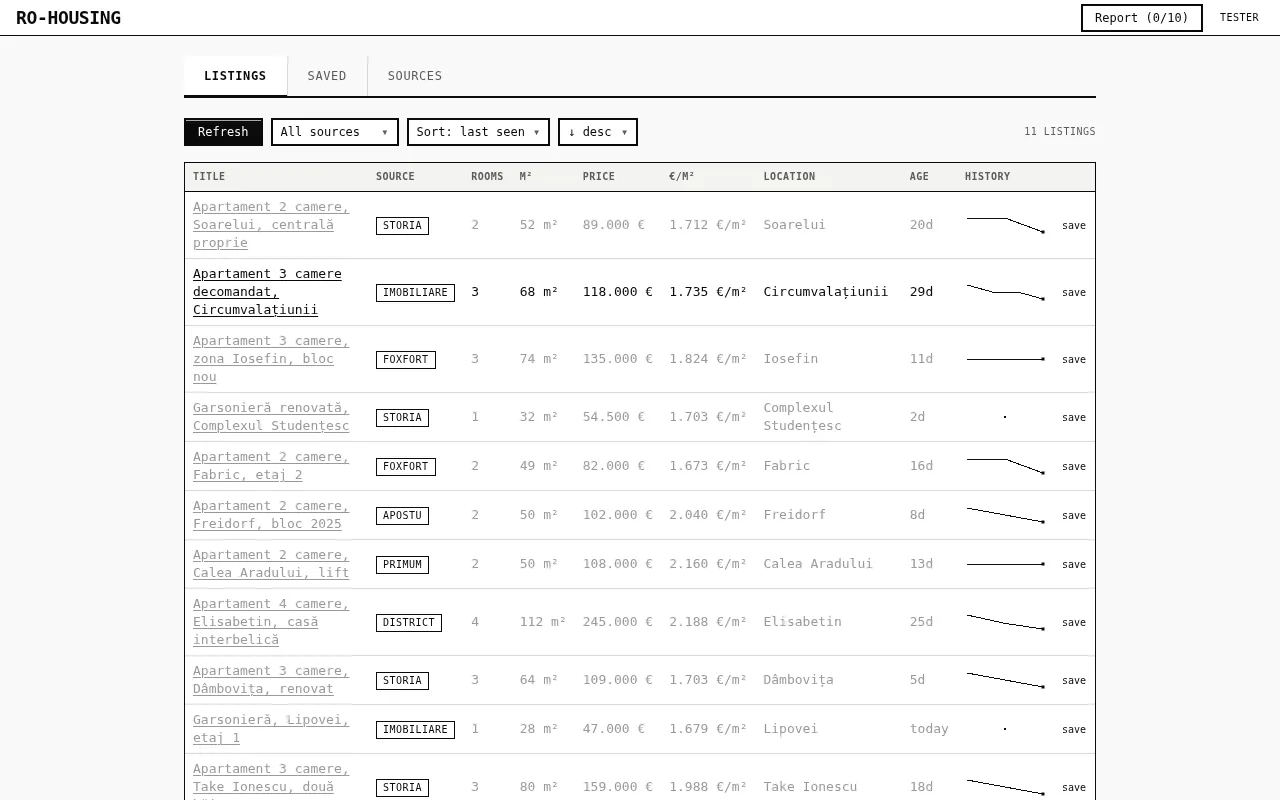 RO-HOUSING
Report (0/10) TESTER
LISTINGS SAVED SOURCES
Refresh All sources ▾ Sort: last seen ▾ ↓ desc ▾ 11 LISTINGS
TITLE SOURCE ROOMS M² PRICE €/M² LOCATION AGE HISTORY
Apartament 2 camere,
Soarelui, centrală
proprie
STORIA 2 52 m² 89.000 € 1.712 €/m² Soarelui 20d save
Apartament 3 camere
decomandat,
Circumvalațiunii
IMOBILIARE 3 68 m² 118.000 € 1.735 €/m² Circumvalațiunii 29d save
Apartament 3 camere,
zona Iosefin, bloc
nou
FOXFORT 3 74 m² 135.000 € 1.824 €/m² Iosefin 11d save
Garsonieră renovată,
Complexul Studențesc
STORIA 1 32 m² 54.500 € 1.703 €/m² Complexul
Studențesc
2d save
Apartament 2 camere,
Fabric, etaj 2
FOXFORT 2 49 m² 82.000 € 1.673 €/m² Fabric 16d save
Apartament 2 camere,
Freidorf, bloc 2025
APOSTU 2 50 m² 102.000 € 2.040 €/m² Freidorf 8d save
Apartament 2 camere,
Calea Aradului, lift
PRIMUM 2 50 m² 108.000 € 2.160 €/m² Calea Aradului 13d save
Apartament 4 camere,
Elisabetin, casă
interbelică
DISTRICT 4 112 m² 245.000 € 2.188 €/m² Elisabetin 25d save
Apartament 3 camere,
Dâmbovița, renovat
STORIA 3 64 m² 109.000 € 1.703 €/m² Dâmbovița 5d save
Garsonieră, Lipovei,
etaj 1
IMOBILIARE 1 28 m² 47.000 € 1.679 €/m² Lipovei today save
Apartament 3 camere,
Take Ionescu, două
STORIA 3 80 m² 159.000 € 1.988 €/m² Take Ionescu 18d save